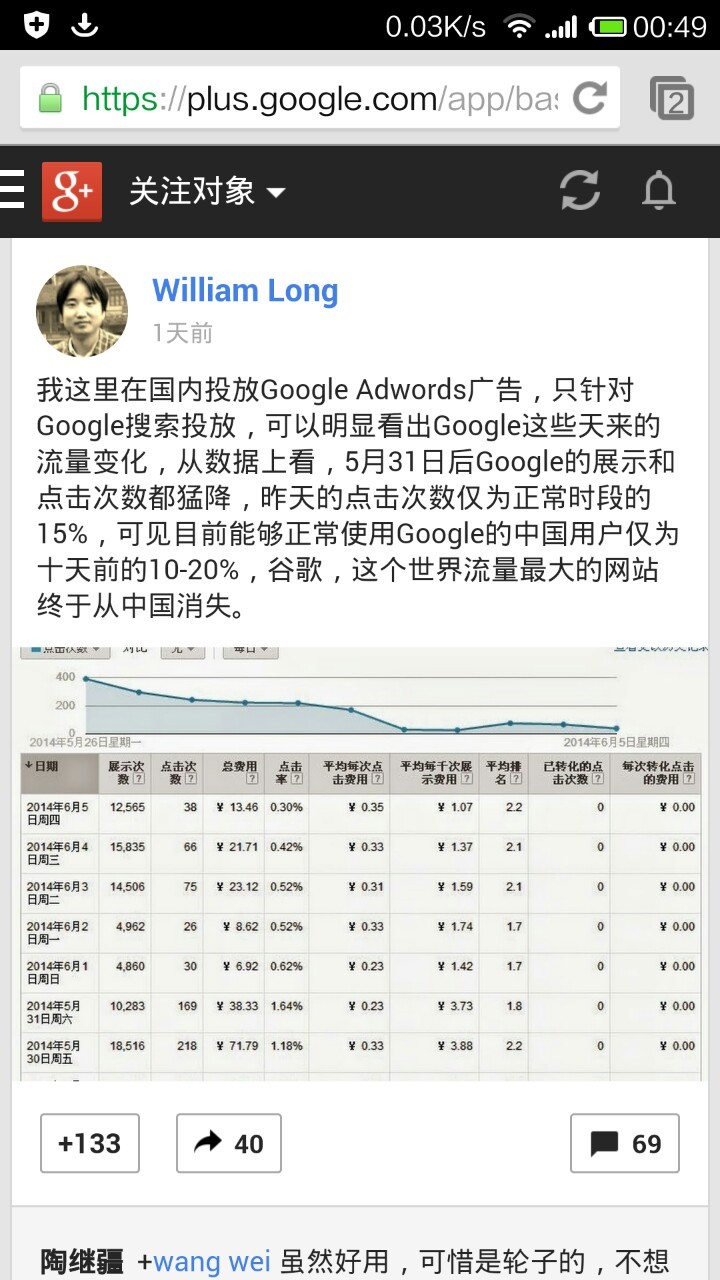 0.03K/s 00:49
https://plus.google.com/app/bas
2
g+ 关注对象
William Long
1天前
我这里在国内投放Google Adwords广告，只针对
Google搜索投放，可以明显看出Google这些天来的
流量变化，从数据上看，5月31日后Google的展示和
点击次数都猛降，昨天的点击次数仅为正常时段的
15%，可见目前能够正常使用Google的中国用户仅为
十天前的10-20%，谷歌，这个世界流量最大的网站
终于从中国消失。
点击次数 对比 无 每日
400
200
0
2014年5月26日星期一 2014年6月5日星期四
日期 展示次数? 点击次数? 总费用? 点击率? 平均每次点击费用? 平均每千次展示费用? 平均排名? 已转化的点击次数? 每次转化点击的费用?
2014年6月5日周四 12,565 38 ¥ 13.46 0.30% ¥ 0.35 ¥ 1.07 2.2 0 ¥ 0.00
2014年6月4日周三 15,835 66 ¥ 21.71 0.42% ¥ 0.33 ¥ 1.37 2.1 0 ¥ 0.00
2014年6月3日周二 14,506 75 ¥ 23.12 0.52% ¥ 0.31 ¥ 1.59 2.1 0 ¥ 0.00
2014年6月2日周一 4,962 26 ¥ 8.62 0.52% ¥ 0.33 ¥ 1.74 1.7 0 ¥ 0.00
2014年6月1日周日 4,860 30 ¥ 6.92 0.62% ¥ 0.23 ¥ 1.42 1.7 0 ¥ 0.00
2014年5月31日周六 10,283 169 ¥ 38.33 1.64% ¥ 0.23 ¥ 3.73 1.8 0 ¥ 0.00
2014年5月30日周五 18,516 218 ¥ 71.79 1.18% ¥ 0.33 ¥ 3.88 2.2 0 ¥ 0.00
+133 40 69
陶继疆 +wang wei 虽然好用，可惜是轮子的，不想